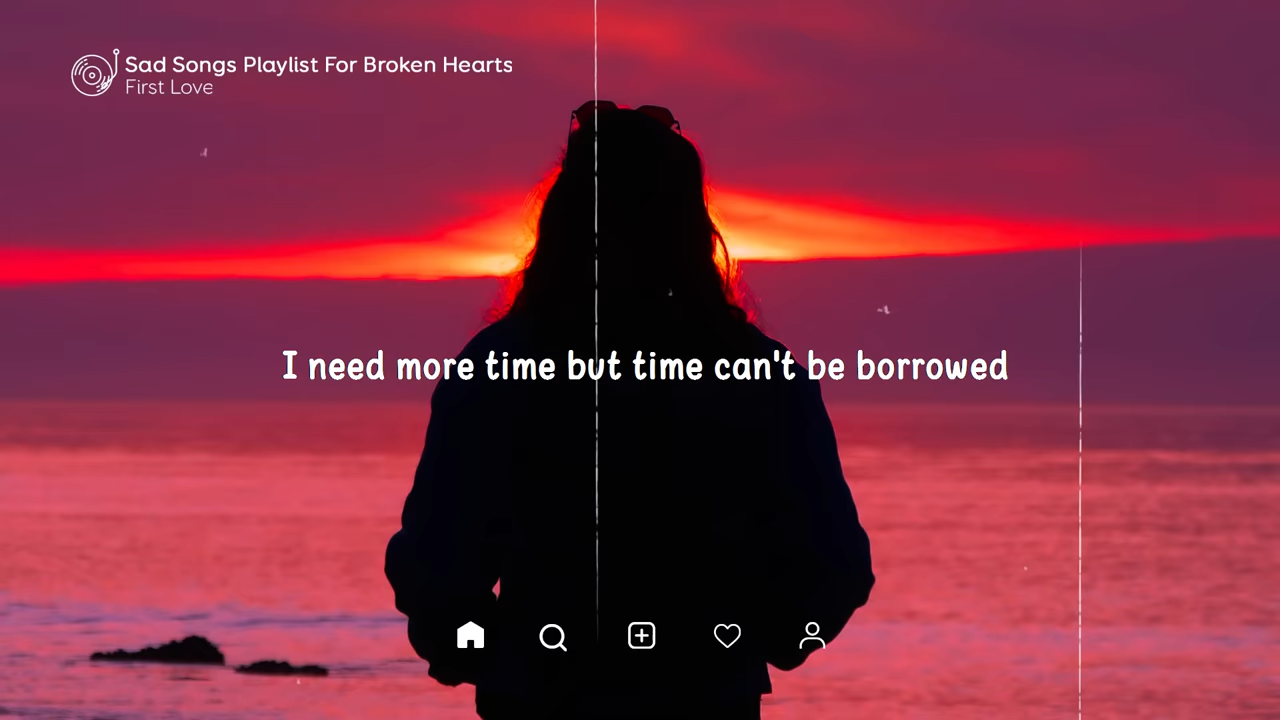 Sad Songs Playlist For Broken Hearts
First Love
I need more time but time can't be borrowed